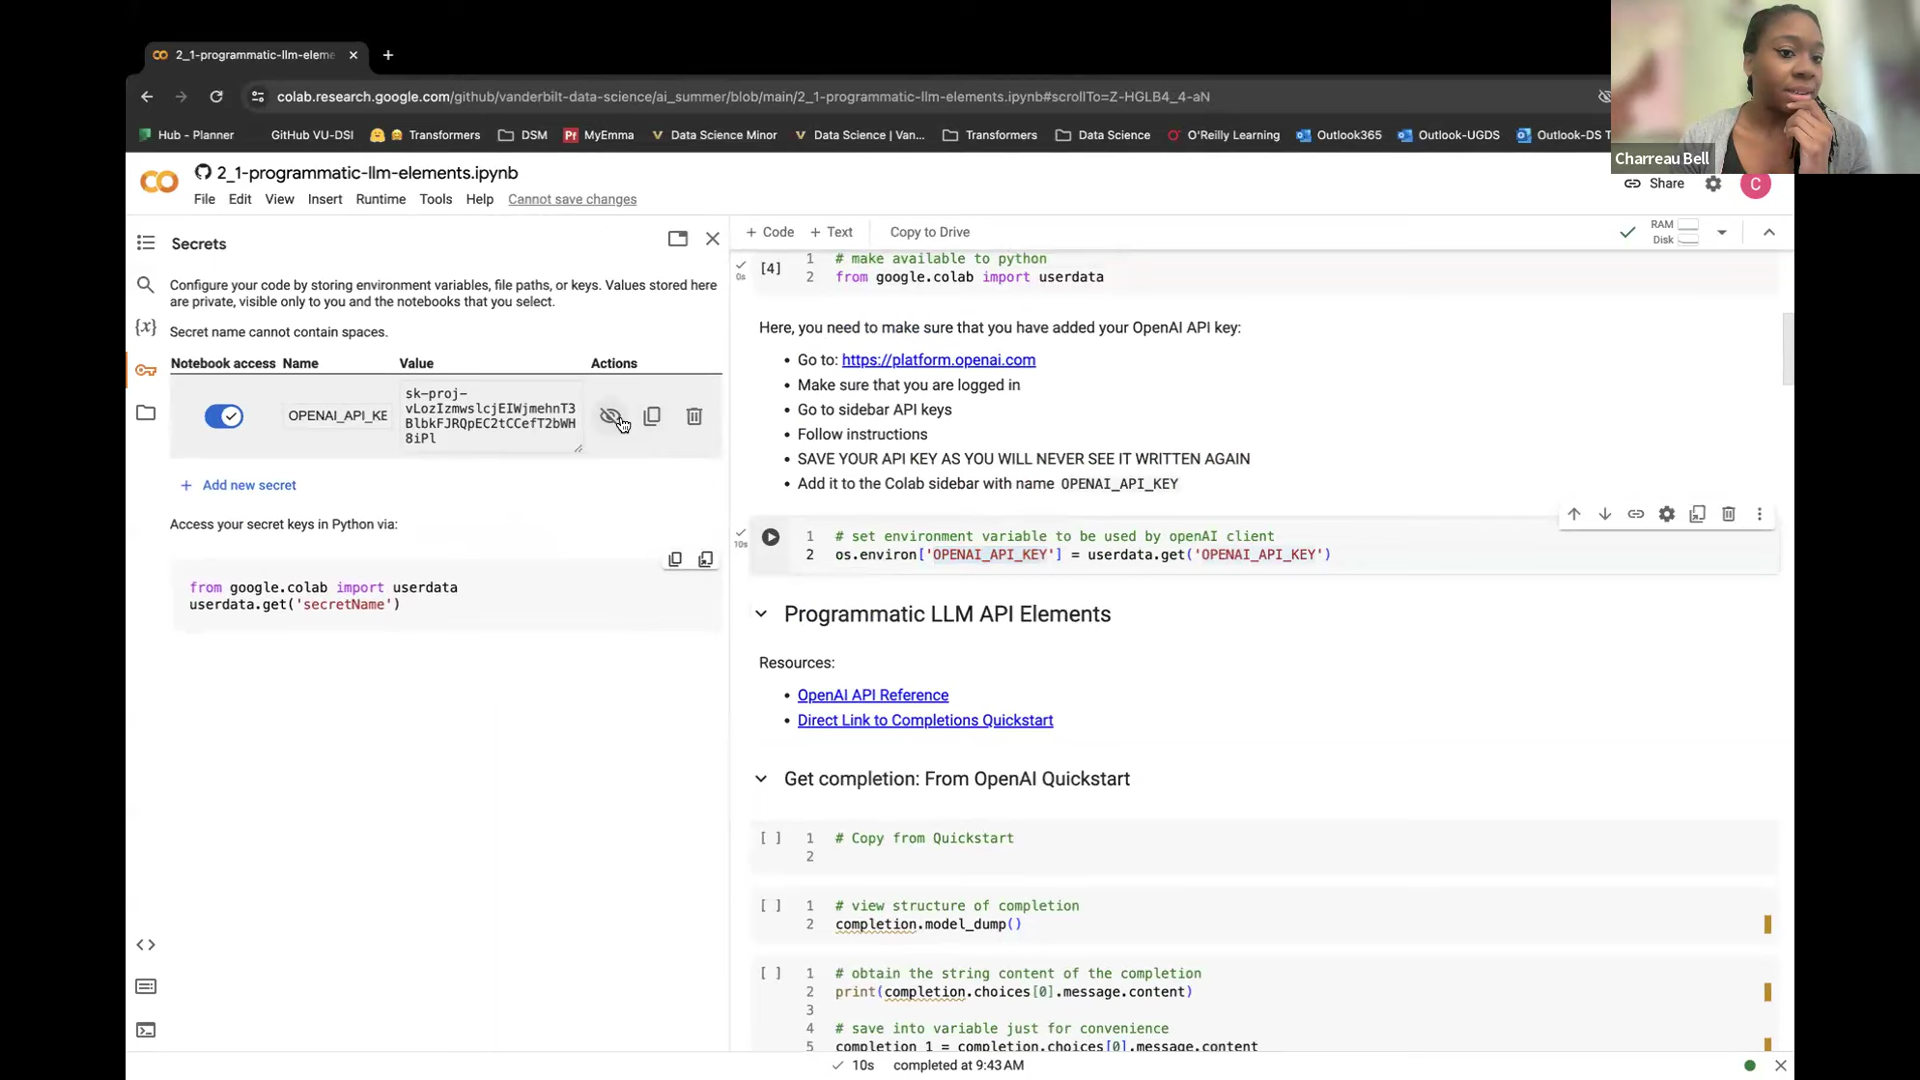 2_1-programmatic-llm-eleme
colab.research.google.com/github/vanderbilt-data-science/ai_summer/blob/main/2_1-programmatic-llm-elements.ipynb#scrollTo=Z-HGLB4_4-aN
Hub - Planner
GitHub VU-DSI
Transformers
DSM
MyEmma
Data Science Minor
Data Science | Van...
Transformers
Data Science
O'Reilly Learning
Outlook365
Outlook-UGDS
Outlook-DS T
Charreau Bell
2_1-programmatic-llm-elements.ipynb
File Edit View Insert Runtime Tools Help Cannot save changes
Share
C
Secrets
Configure your code by storing environment variables, file paths, or keys. Values stored here
are private, visible only to you and the notebooks that you select.
Secret name cannot contain spaces.
Notebook access Name Value Actions
OPENAI_API_KE
[API key value omitted]
+ Add new secret
Access your secret keys in Python via:
from google.colab import userdata
userdata.get('secretName')
+ Code + Text Copy to Drive
RAM
Disk
[4]
0s
1 # make available to python
2 from google.colab import userdata
Here, you need to make sure that you have added your OpenAI API key:
• Go to: https://platform.openai.com
• Make sure that you are logged in
• Go to sidebar API keys
• Follow instructions
• SAVE YOUR API KEY AS YOU WILL NEVER SEE IT WRITTEN AGAIN
• Add it to the Colab sidebar with name OPENAI_API_KEY
10s
1 # set environment variable to be used by openAI client
2 os.environ['OPENAI_API_KEY'] = userdata.get('OPENAI_API_KEY')
Programmatic LLM API Elements
Resources:
• OpenAI API Reference
• Direct Link to Completions Quickstart
Get completion: From OpenAI Quickstart
[ ] 1 # Copy from Quickstart
2
[ ] 1 # view structure of completion
2 completion.model_dump()
[ ] 1 # obtain the string content of the completion
2 print(completion.choices[0].message.content)
3
4 # save into variable just for convenience
5 completion_1 = completion.choices[0].message.content
10s completed at 9:43 AM